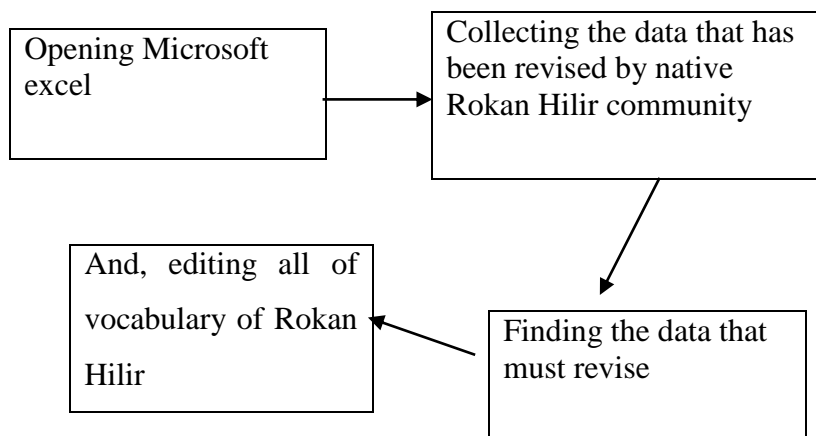 Opening Microsoft
excel
Collecting the data that has
been revised by native
Rokan Hilir community
Finding the data that
must revise
And, editing all of
vocabulary of Rokan
Hilir